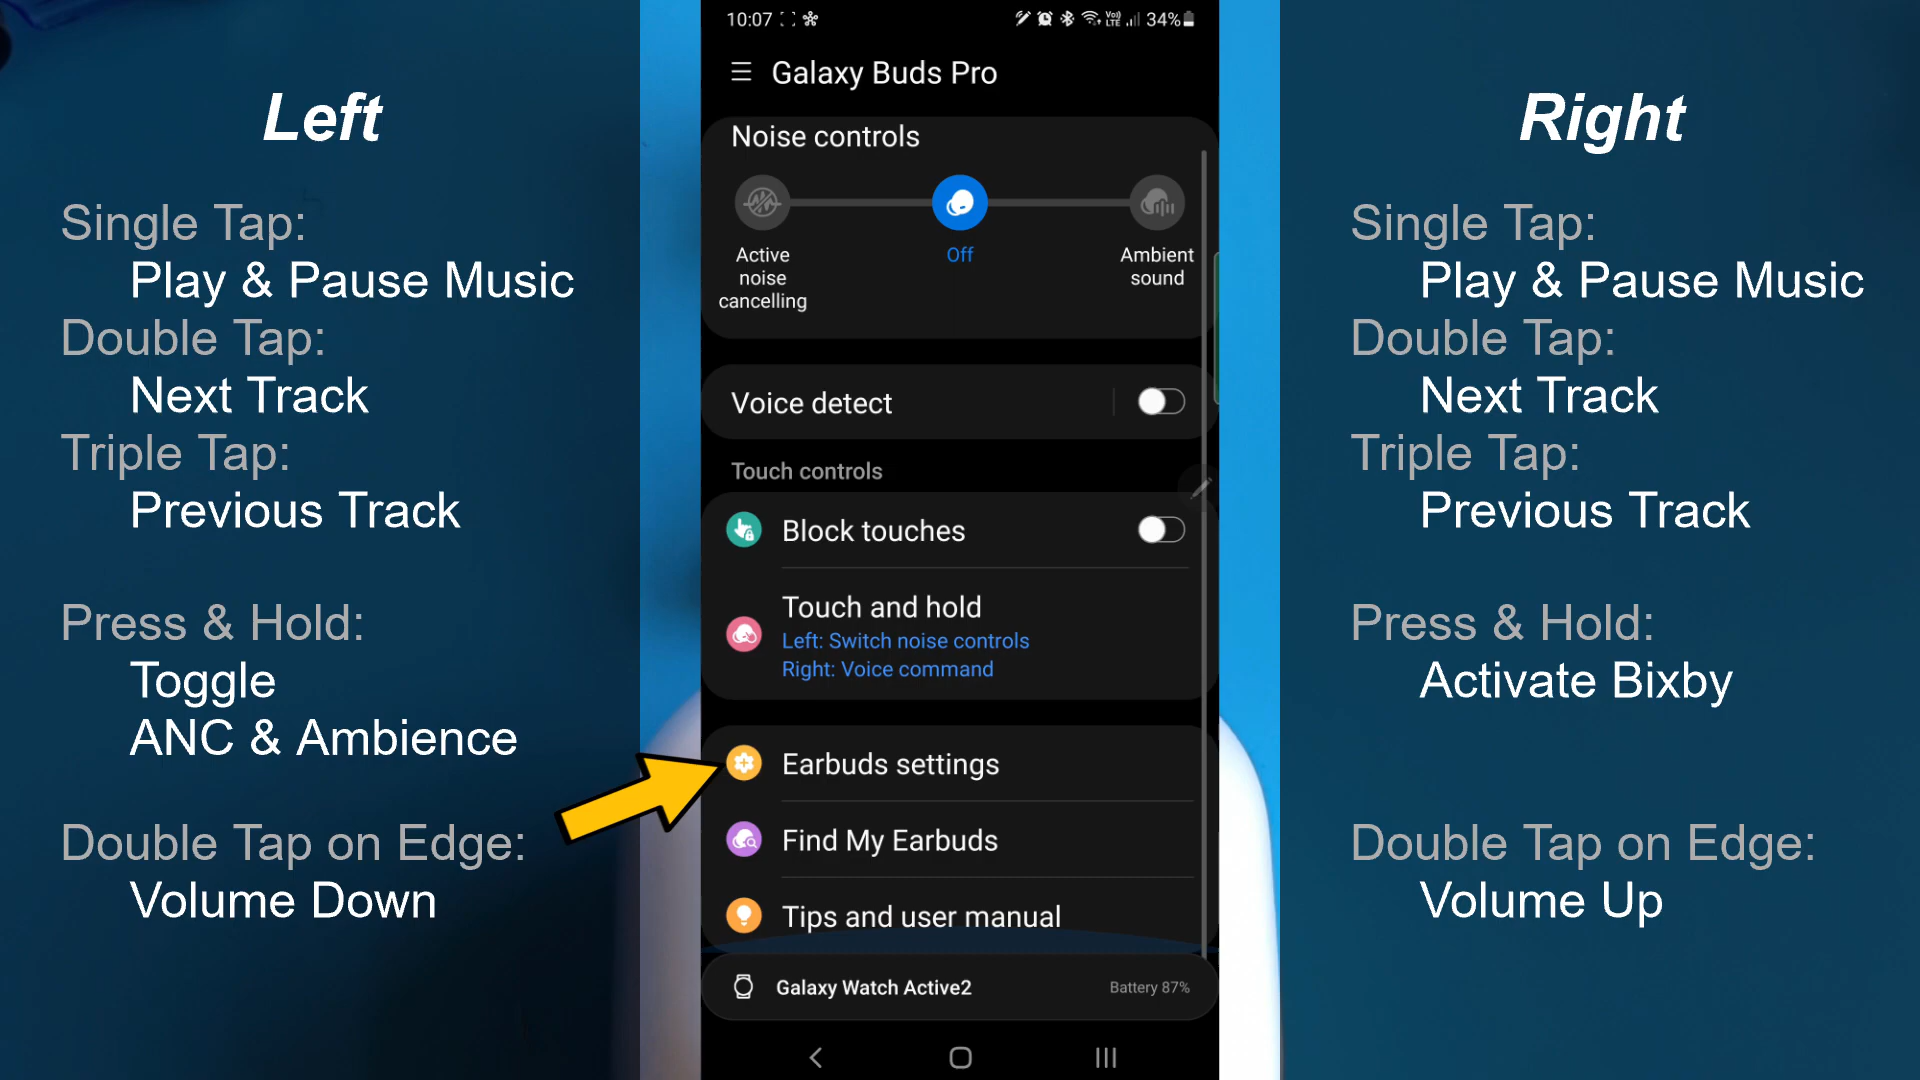 Left
Single Tap:
Play & Pause Music
Double Tap:
Next Track
Triple Tap:
Previous Track
Press & Hold:
Toggle
ANC & Ambience
Double Tap on Edge:
Volume Down
10:07
Vo)) LTE
34%
Galaxy Buds Pro
Noise controls
Active
noise
cancelling
Off
Ambient
sound
Voice detect
Touch controls
Block touches
Touch and hold
Left: Switch noise controls
Right: Voice command
Earbuds settings
Find My Earbuds
Tips and user manual
Galaxy Watch Active2
Battery 87%
Right
Single Tap:
Play & Pause Music
Double Tap:
Next Track
Triple Tap:
Previous Track
Press & Hold:
Activate Bixby
Double Tap on Edge:
Volume Up